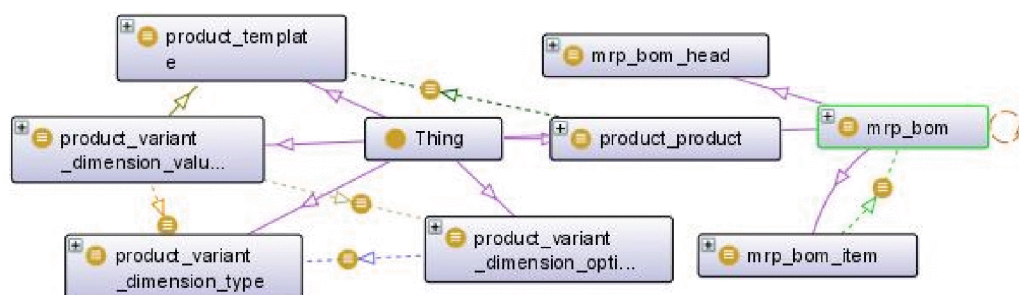 product_templat
e
mrp_bom_head
product_variant
_dimension_valu...
Thing
product_product
mrp_bom
product_variant
_dimension_type
product_variant
_dimension_opti...
mrp_bom_item